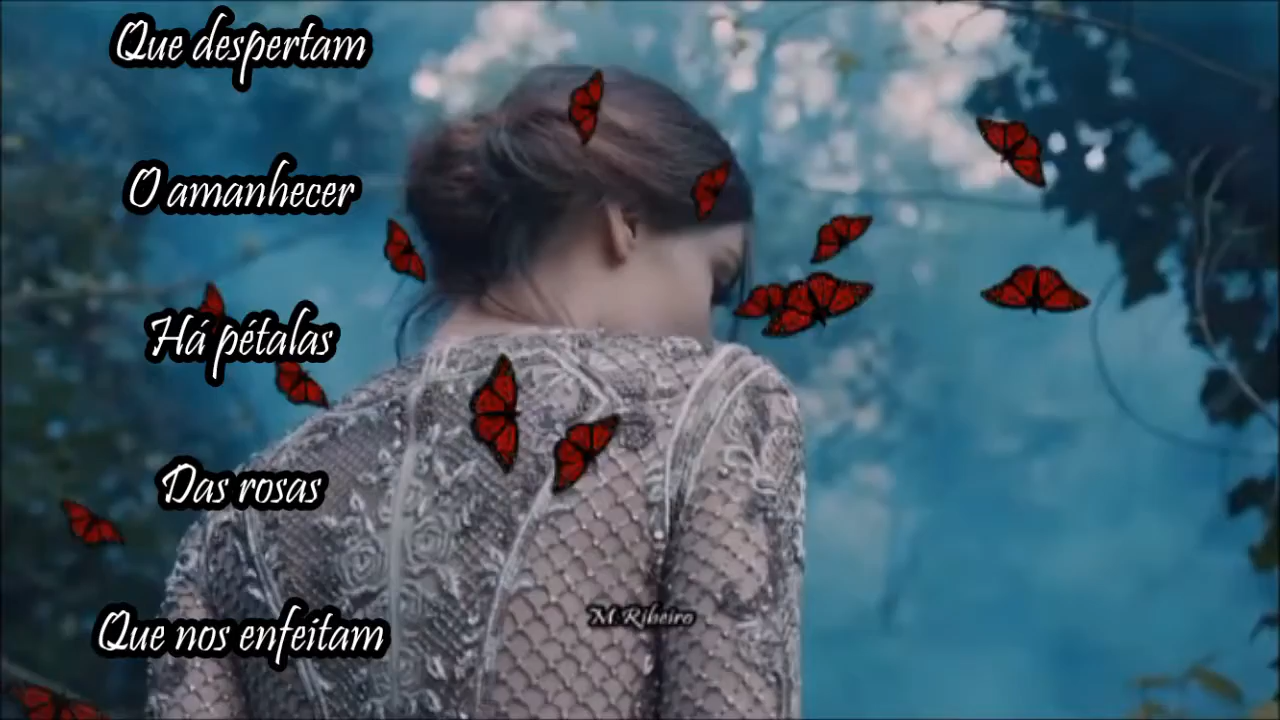 Que despertam
O amanhecer
Há pétalas
Das rosas
Que nos enfeitam
M Ribeiro